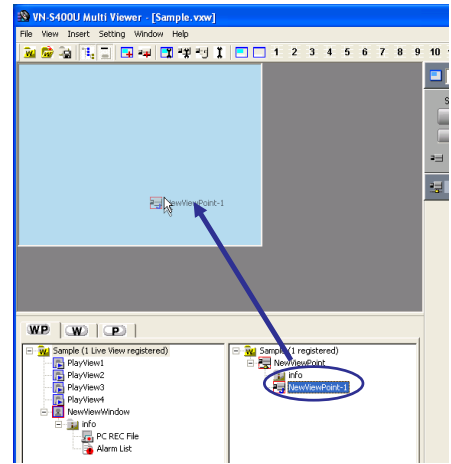 VN-S400U Multi Viewer - [Sample.vxw]
File View Insert Setting Window Help
1 2 3 4 5 6 7 8 9 10
S
NewViewPoint-1
WP W P
Sample (1 Live View registered)
PlayView1
PlayView2
PlayView3
PlayView4
NewViewWindow
info
PC REC File
Alarm List
Sample (1 registered)
NewViewPoint
info
NewViewPoint-1